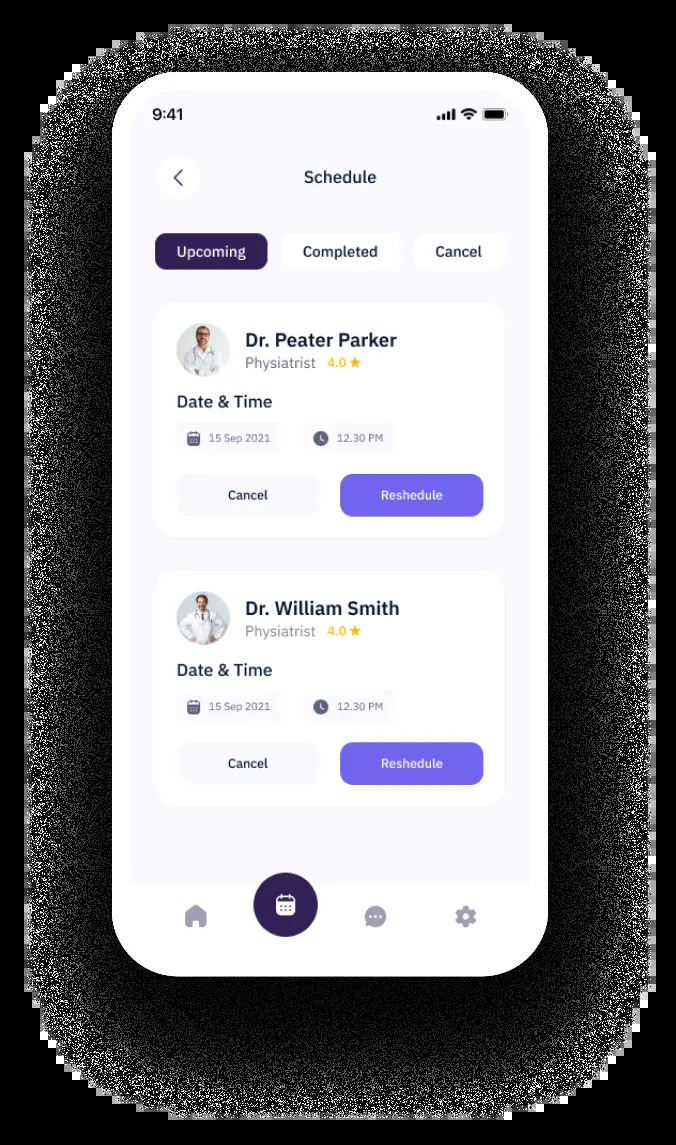 9:41
Schedule
Upcoming Completed Cancel
Dr. Peater Parker
Physiatrist 4.0
Date & Time
15 Sep 2021 12.30 PM
Cancel Reshedule
Dr. William Smith
Physiatrist 4.0
Date & Time
15 Sep 2021 12.30 PM
Cancel Reshedule